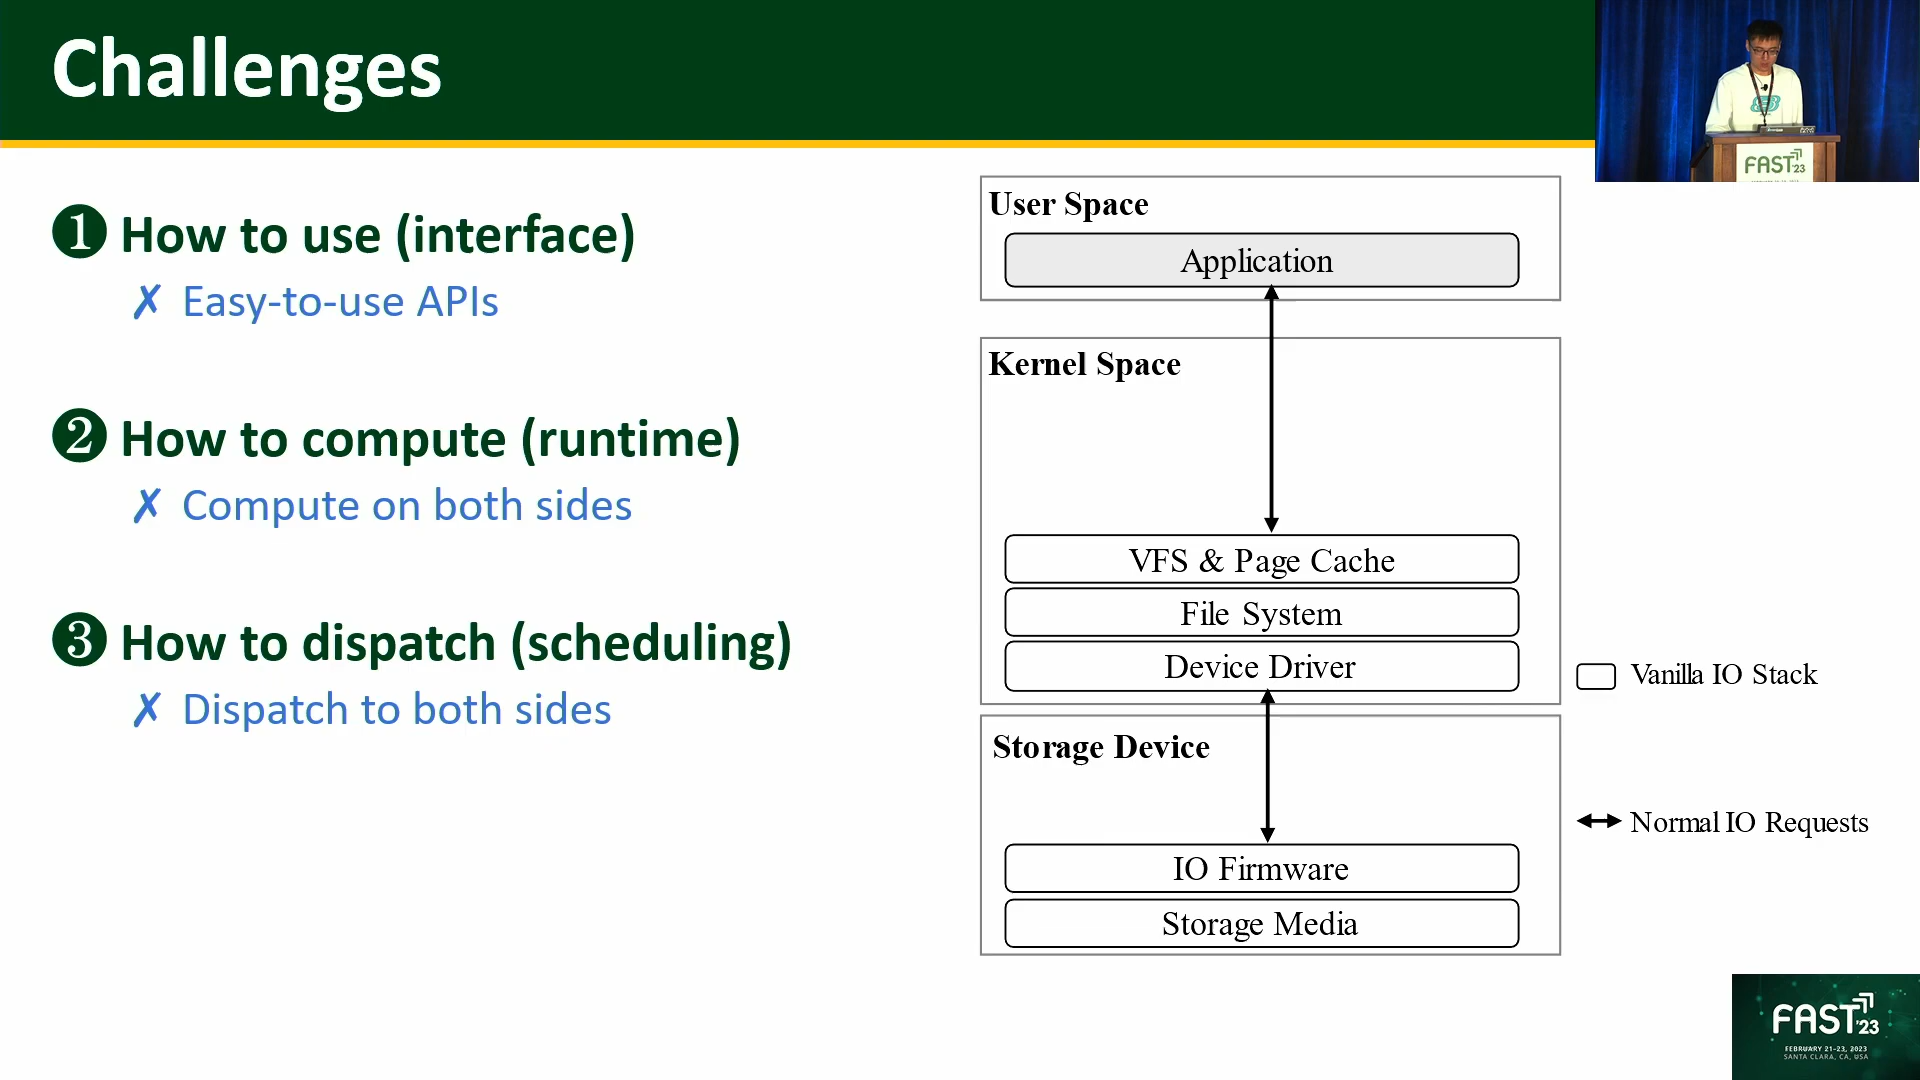 Challenges
❶ How to use (interface)
✗ Easy-to-use APIs
❷ How to compute (runtime)
✗ Compute on both sides
❸ How to dispatch (scheduling)
✗ Dispatch to both sides
User Space
Application
Kernel Space
VFS & Page Cache
File System
Device Driver
Storage Device
IO Firmware
Storage Media
Vanilla IO Stack
Normal IO Requests
FAST'23
FAST'23
FEBRUARY 21–23, 2023
SANTA CLARA, CA, USA